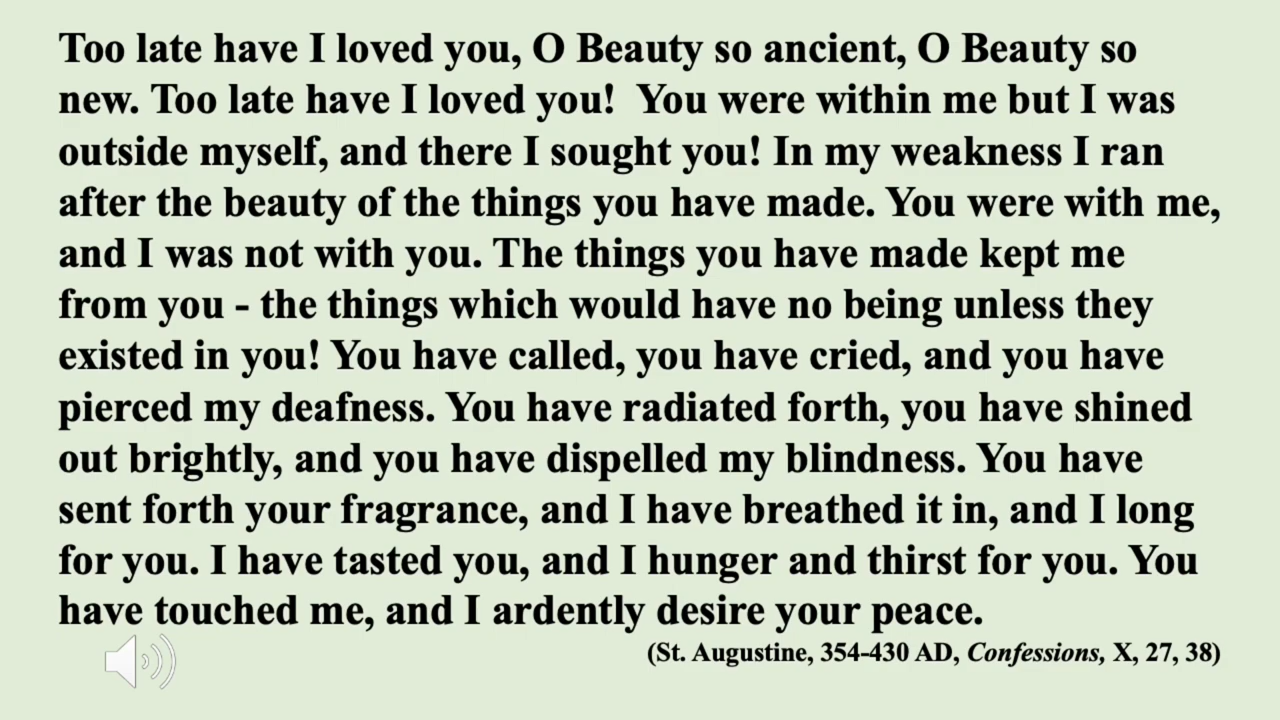 Too late have I loved you, O Beauty so ancient, O Beauty so
new. Too late have I loved you!  You were within me but I was
outside myself, and there I sought you! In my weakness I ran
after the beauty of the things you have made. You were with me,
and I was not with you. The things you have made kept me
from you - the things which would have no being unless they
existed in you! You have called, you have cried, and you have
pierced my deafness. You have radiated forth, you have shined
out brightly, and you have dispelled my blindness. You have
sent forth your fragrance, and I have breathed it in, and I long
for you. I have tasted you, and I hunger and thirst for you. You
have touched me, and I ardently desire your peace.
(St. Augustine, 354-430 AD, Confessions, X, 27, 38)